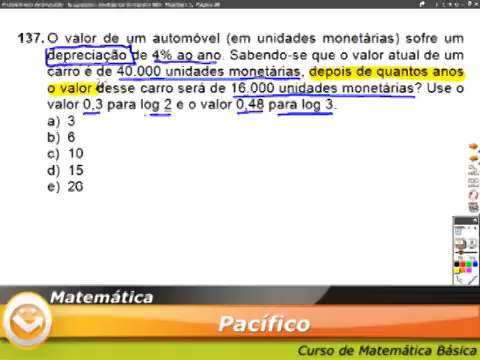 137. O valor de um automóvel (em unidades monetárias) sofre um
depreciação de 4% ao ano. Sabendo-se que o valor atual de um
carro é de 40.000 unidades monetárias, depois de quantos anos
o valor desse carro será de 16.000 unidades monetárias? Use o
valor 0,3 para log 2 e o valor 0,48 para log 3.
a) 3
b) 6
c) 10
d) 15
e) 20
Matemática
Pacífico
Curso de Matemática Básica